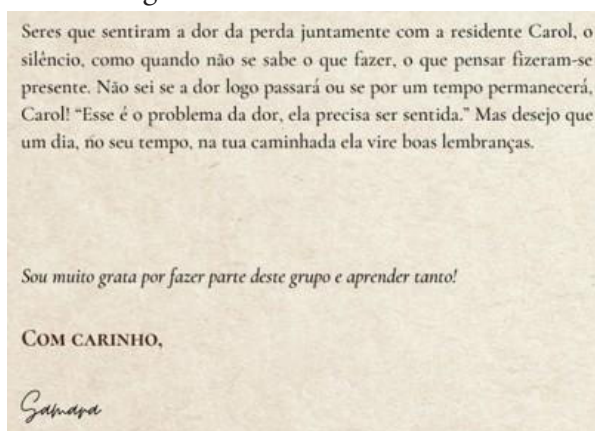 Seres que sentiram a dor da perda juntamente com a residente Carol, o
silêncio, como quando não se sabe o que fazer, o que pensar fizeram-se
presente. Não sei se a dor logo passará ou se por um tempo permanecerá,
Carol! “Esse é o problema da dor, ela precisa ser sentida.” Mas desejo que
um dia, no seu tempo, na tua caminhada ela vire boas lembranças.
Sou muito grata por fazer parte deste grupo e aprender tanto!
COM CARINHO,
Samara